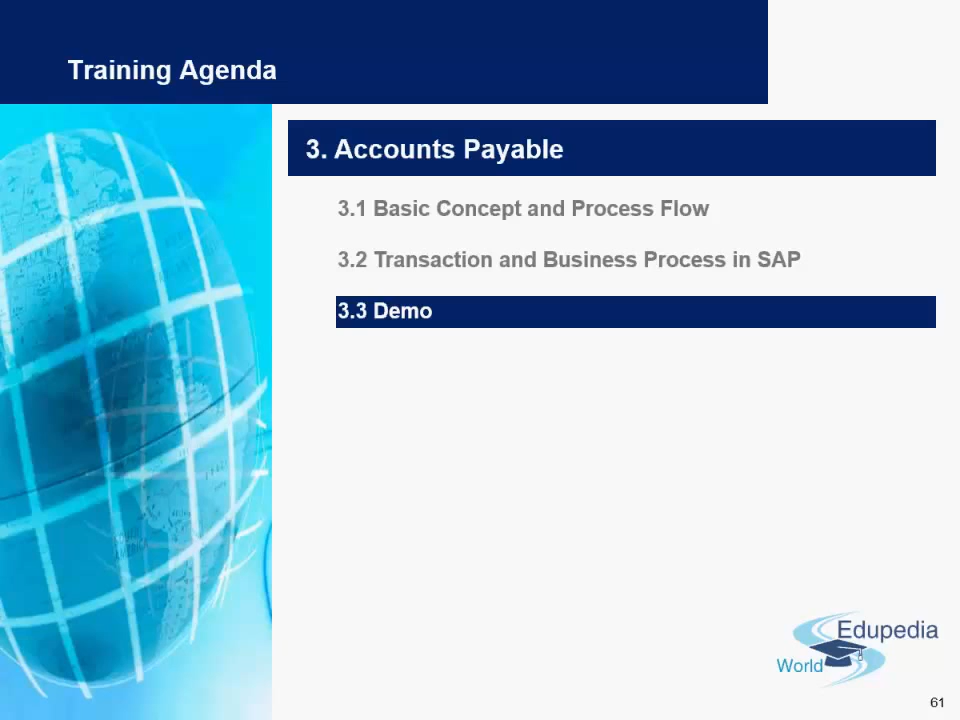 Training Agenda
3. Accounts Payable
3.1 Basic Concept and Process Flow
3.2 Transaction and Business Process in SAP
3.3 Demo
Edupedia
World
61